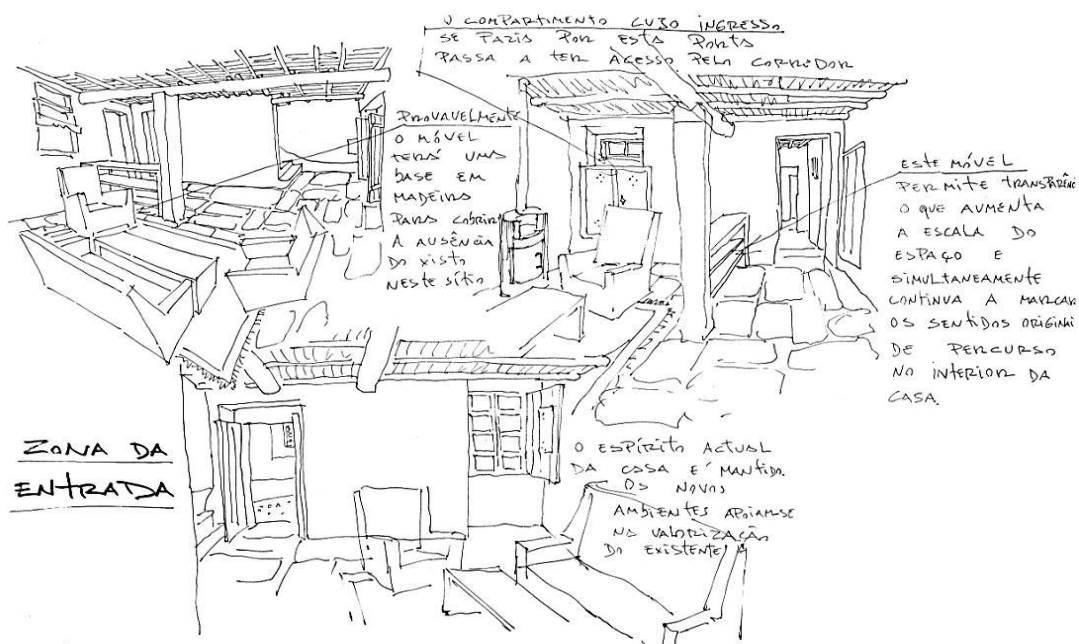 O COMPARTIMENTO CUJO INGRESSO
SE FAZIA POR ESTA PORTA
PASSA A TER ACESSO PELO CORREDOR
PROVAVELMENTE
O MÓVEL
TERÁ UMA
BASE EM
MADEIRA
PARA COBRIR
A AUSÊNCIA
DO XISTO
NESTE SÍTIO
ESTE MÓVEL
PERMITE TRANSPARÊNC
O QUE AUMENTA
A ESCALA DO
ESPAÇO E
SIMULTANEAMENTE
CONTINUA A MARCAR
OS SENTIDOS ORIGINAI
DE PERCURSO
NO INTERIOR DA
CASA.
ZONA DA
ENTRADA
O ESPÍRITO ACTUAL
DA CASA É MANTIDO.
OS NOVOS
AMBIENTES APOIAM-SE
NA VALORIZAÇÃO
DO EXISTENTE